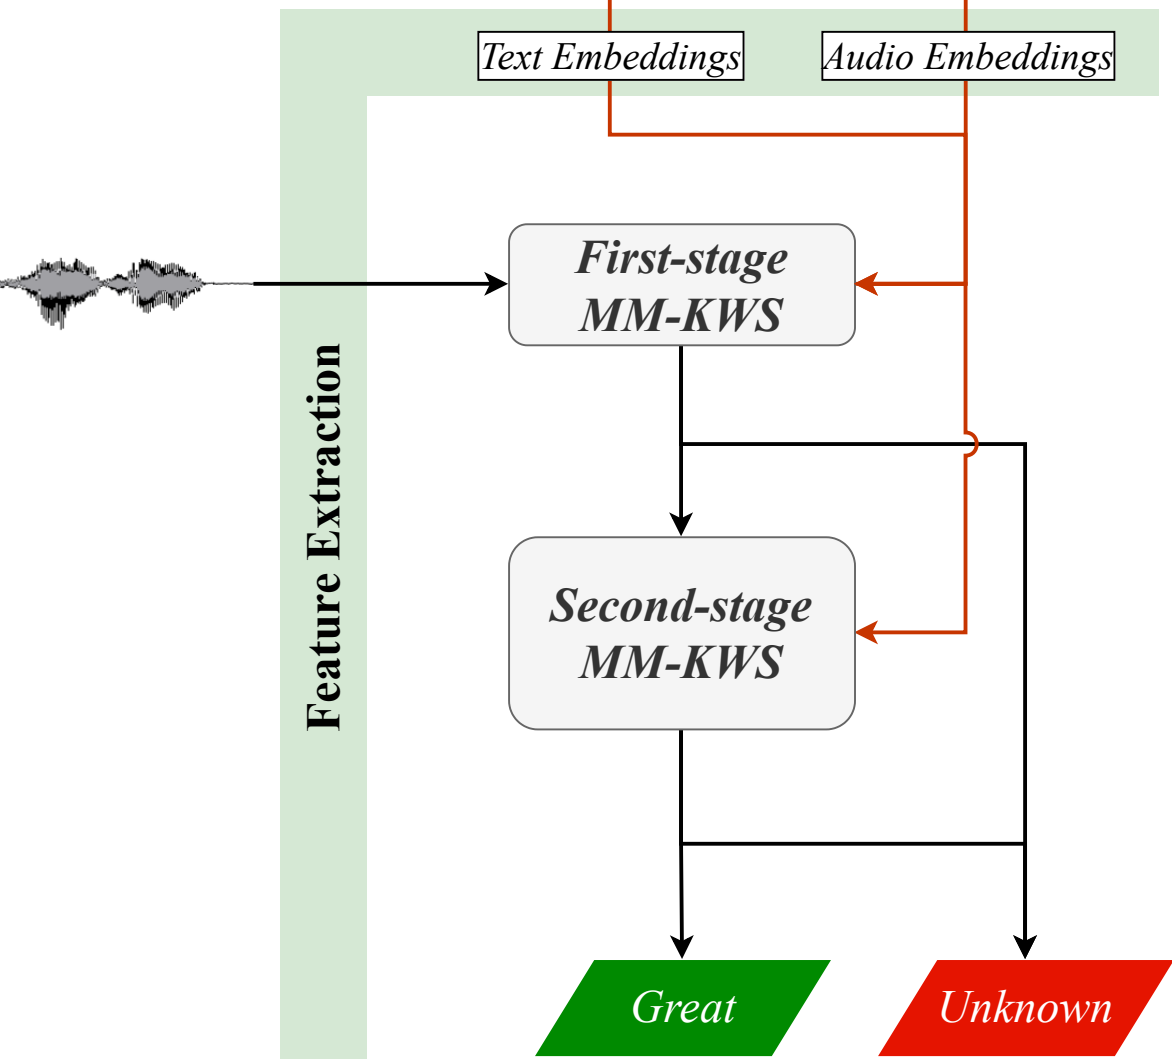 Text Embeddings
Audio Embeddings
First-stage
MM-KWS
Feature Extraction
Second-stage
MM-KWS
Great
Unknown